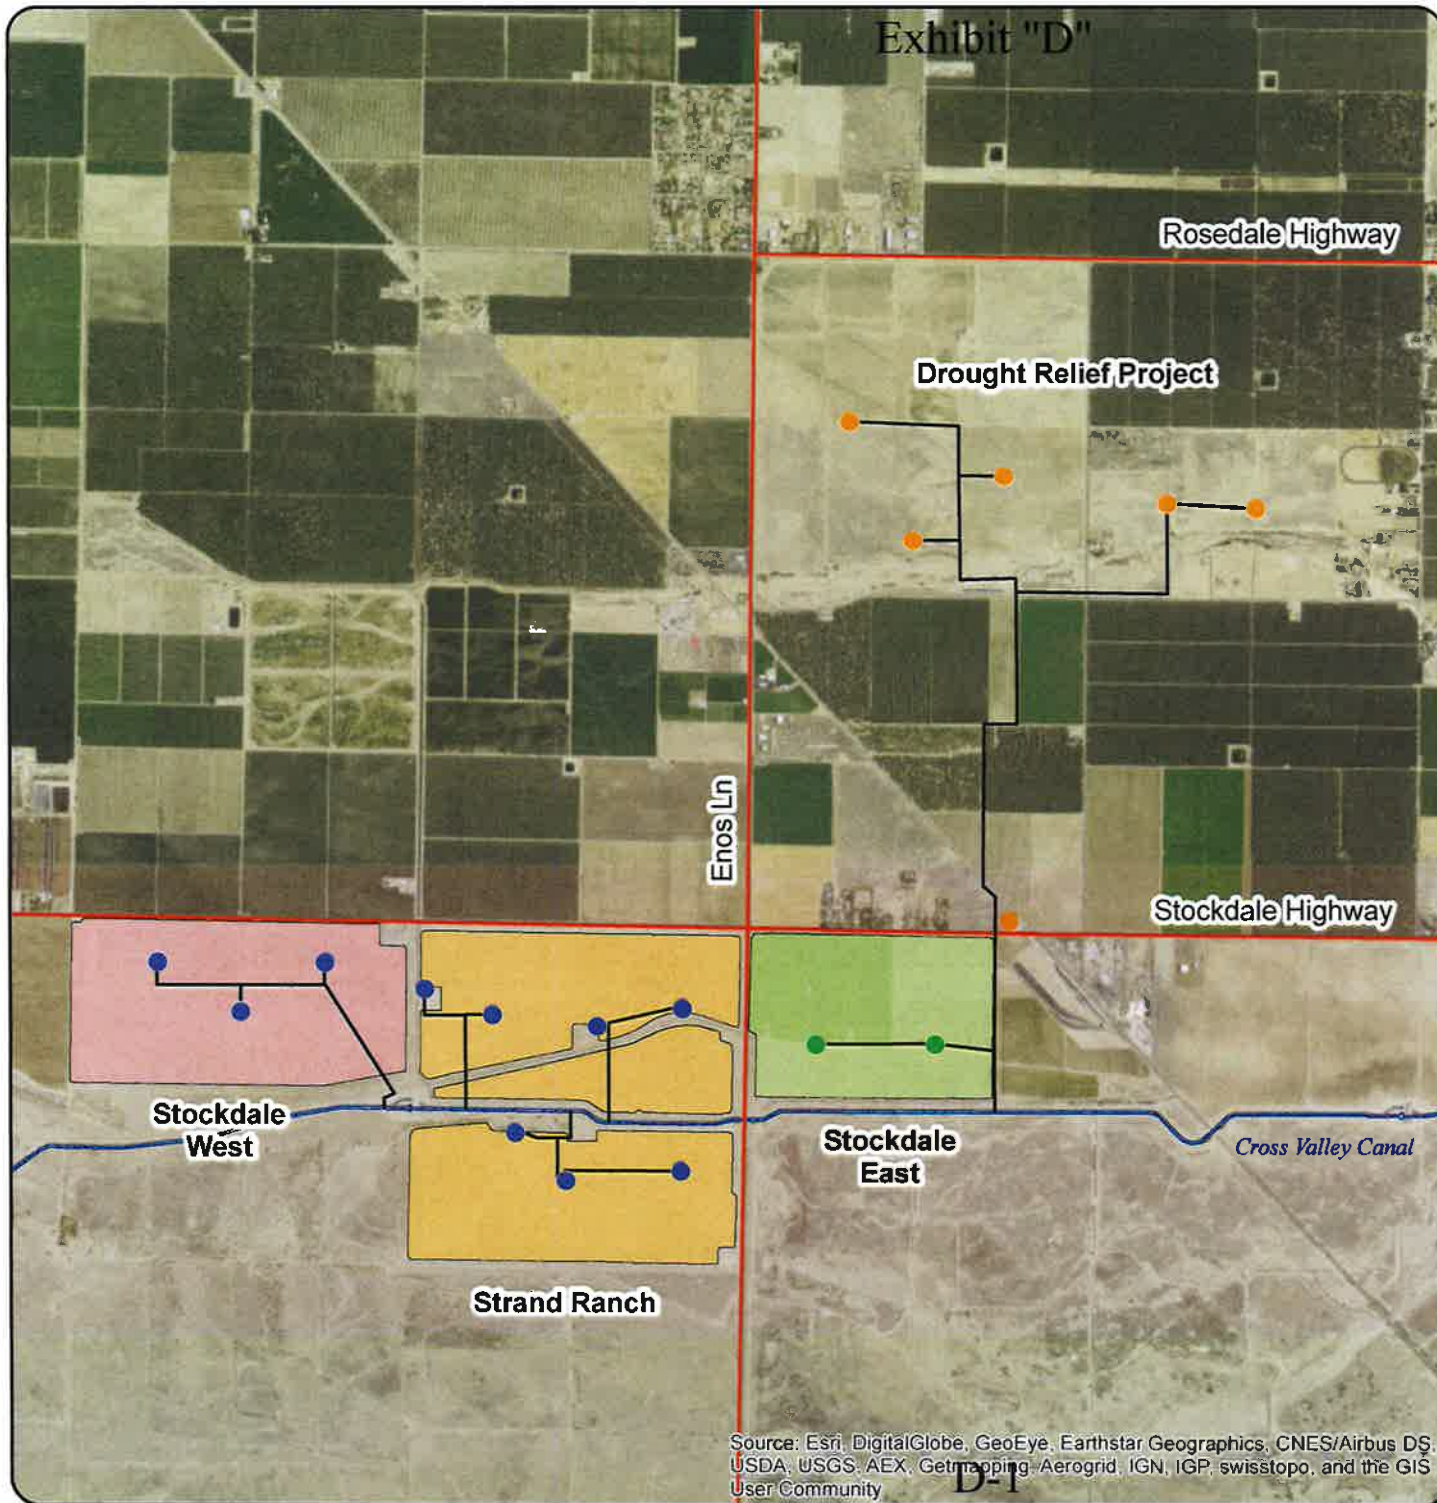 Exhibit "D"
Rosedale Highway
Drought Relief Project
Enos Ln
Stockdale Highway
Stockdale
West
Stockdale
East
Cross Valley Canal
Strand Ranch
Source: Esri, DigitalGlobe, GeoEye, Earthstar Geographics, CNES/Airbus DS,
USDA, USGS, AEX, Getmapping, Aerogrid, IGN, IGP, swisstopo, and the GIS
User Community
D-1